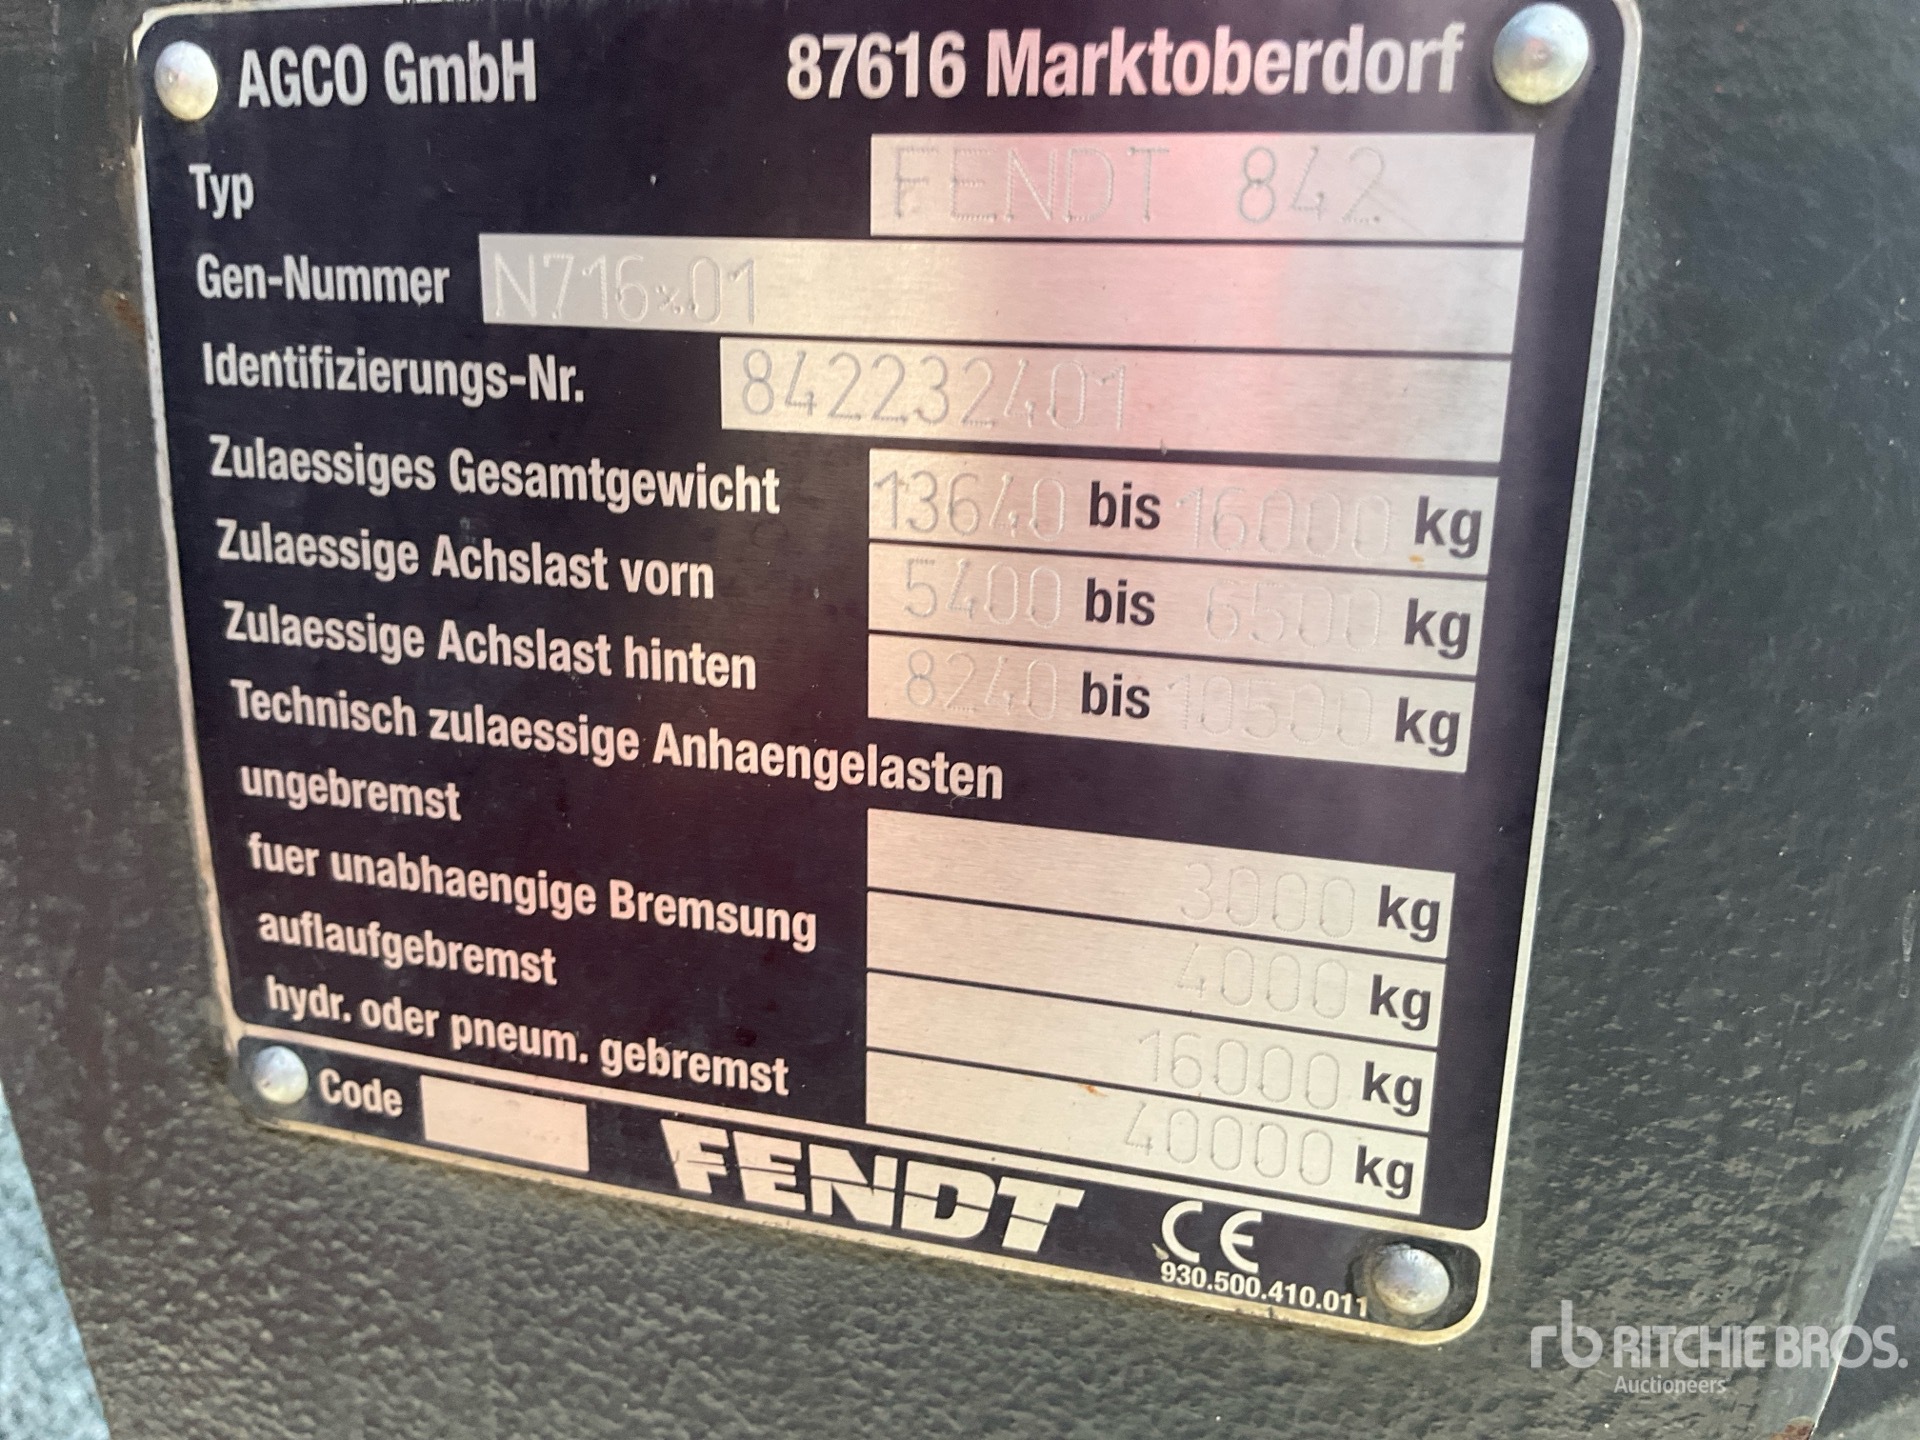 AGCO GmbH 87616 Marktoberdorf
Typ FENDT 842
Gen-Nummer N716*01
Identifizierungs-Nr. 842232401
Zulaessiges Gesamtgewicht 13640 bis 16000 kg
Zulaessige Achslast vorn 5400 bis 6500 kg
Zulaessige Achslast hinten 8240 bis 10500 kg
Technisch zulaessige Anhaengelasten
ungebremst 3000 kg
fuer unabhaengige Bremsung 4000 kg
auflaufgebremst 16000 kg
hydr. oder pneum. gebremst 40000 kg
Code
FENDT CE
930.500.410.011
rb RITCHIE BROS.
Auctioneers